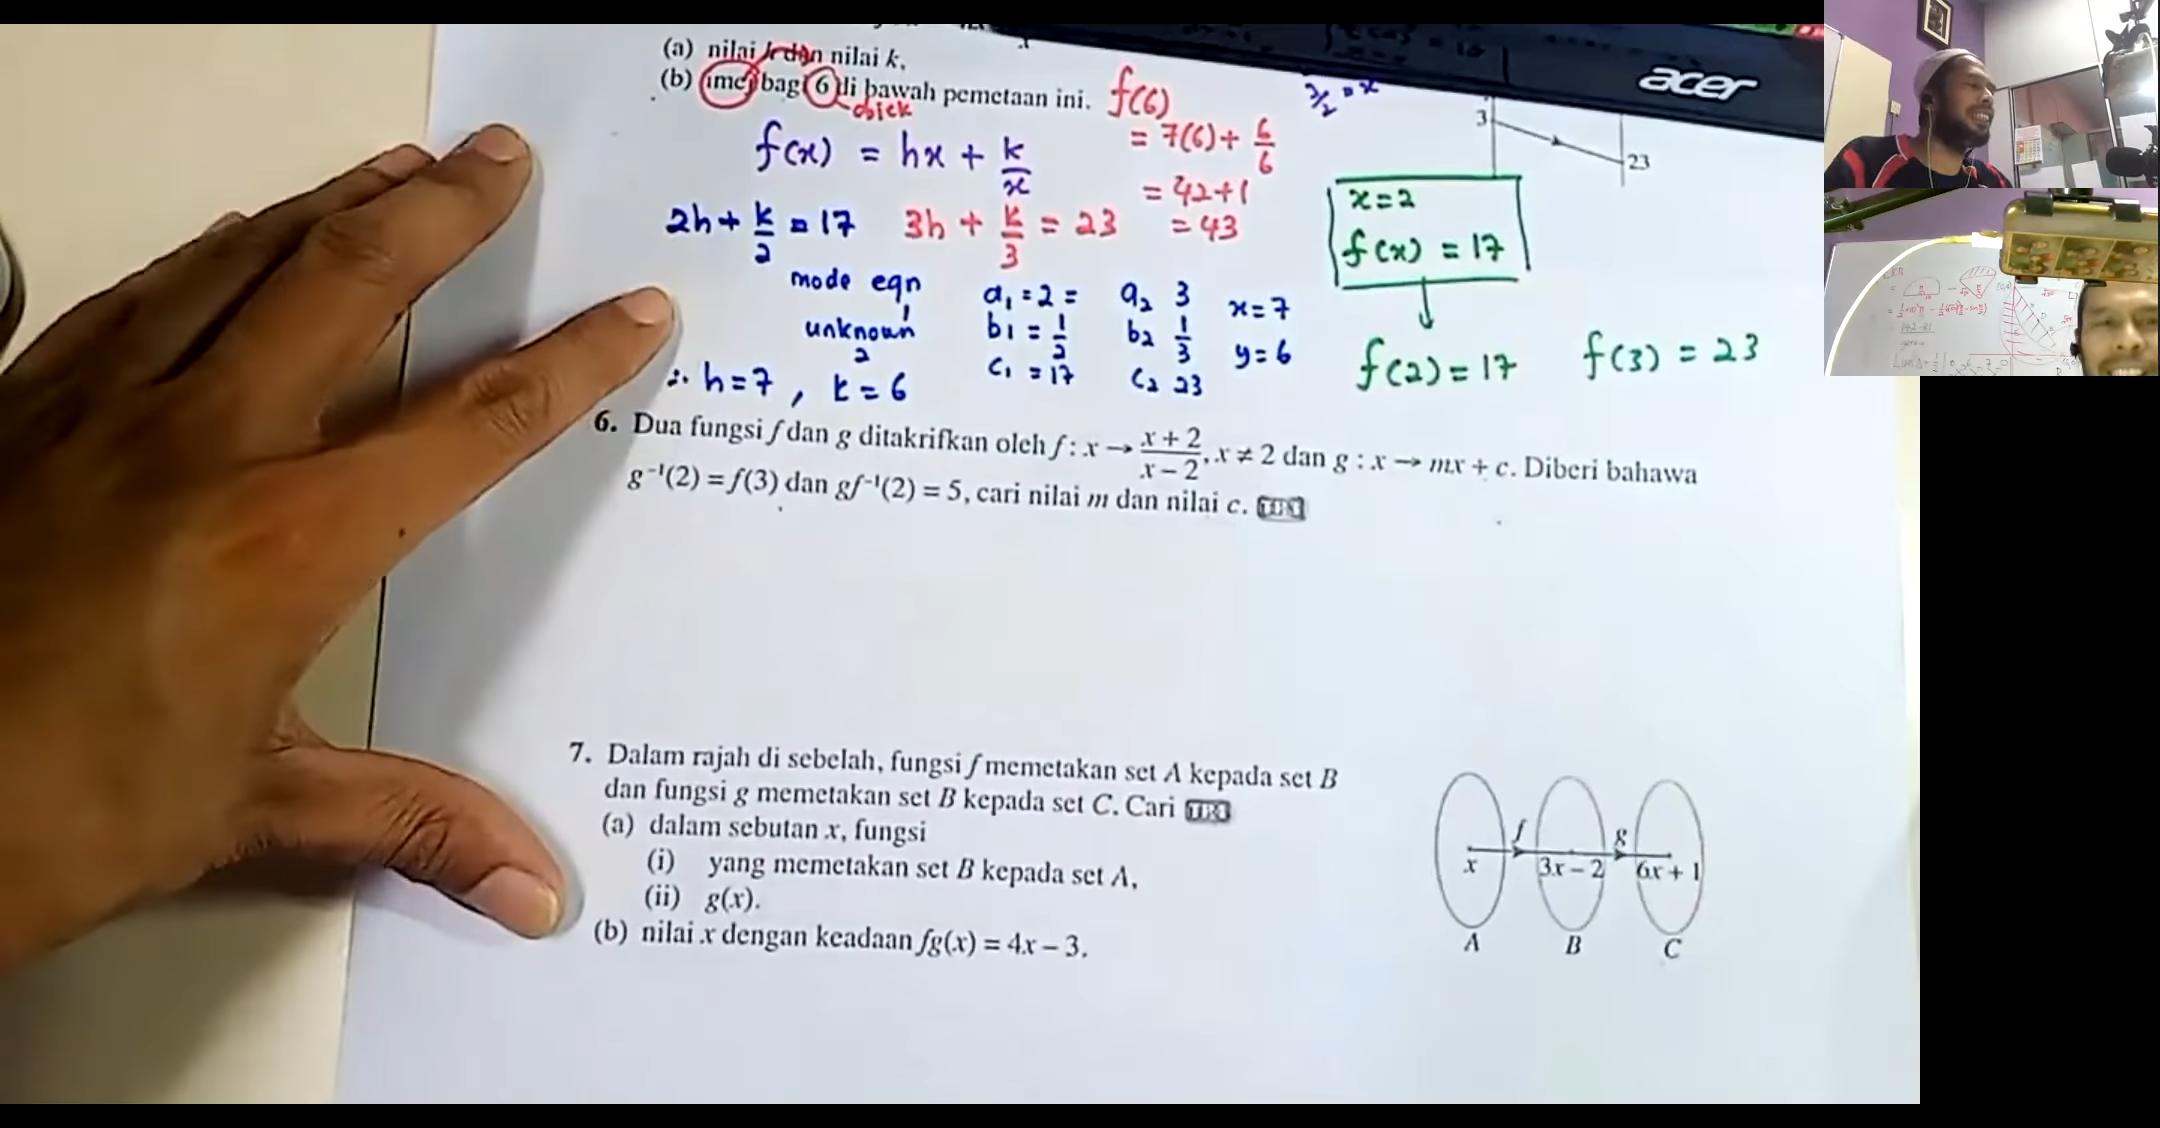 acer
(a) nilai h dan nilai k,
(b) imej bagi 6 di bawah pemetaan ini.
objek
f(6)
= 7(6) + 6/6
= 42+1
= 43
3/2 = x
3
23
f(x) = hx + k/x
2h + k/2 = 17 3h + k/3 = 23
x=2
f(x) = 17
mode eqn
unknown
2
a₁ = 2 = a₂ 3 x=7
b₁ = 1/2 b₂ 1/3 y=6
c₁ = 17 c₂ 23
f(2) = 17 f(3) = 23
∴ h=7, k=6
6. Dua fungsi f dan g ditakrifkan oleh f : x → (x + 2)/(x − 2), x ≠ 2 dan g : x → mx + c. Diberi bahawa
g⁻¹(2) = f(3) dan gf⁻¹(2) = 5, cari nilai m dan nilai c.
7. Dalam rajah di sebelah, fungsi f memetakan set A kepada set B
dan fungsi g memetakan set B kepada set C. Cari
(a) dalam sebutan x, fungsi
(i) yang memetakan set B kepada set A,
(ii) g(x).
(b) nilai x dengan keadaan fg(x) = 4x − 3.
f g
x 3x − 2 6x + 1
A B C